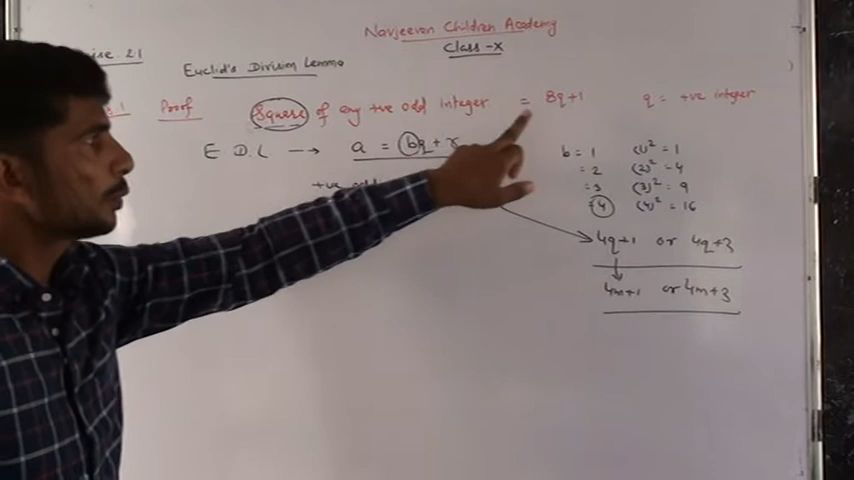 Navjeevan Children Academy
Class-X
ise 2.1
Euclid's Division Lemma
.1 Proof Square of any +ve odd integer = 8q+1 q = +ve integer
E.D.L → a = bq + r
b = 1 (1)² = 1
= 2 (2)² = 4
= 3 (3)² = 9
= 4 (4)² = 16
+ve odd
4q+1 or 4q+3
4m+1 or 4m+3